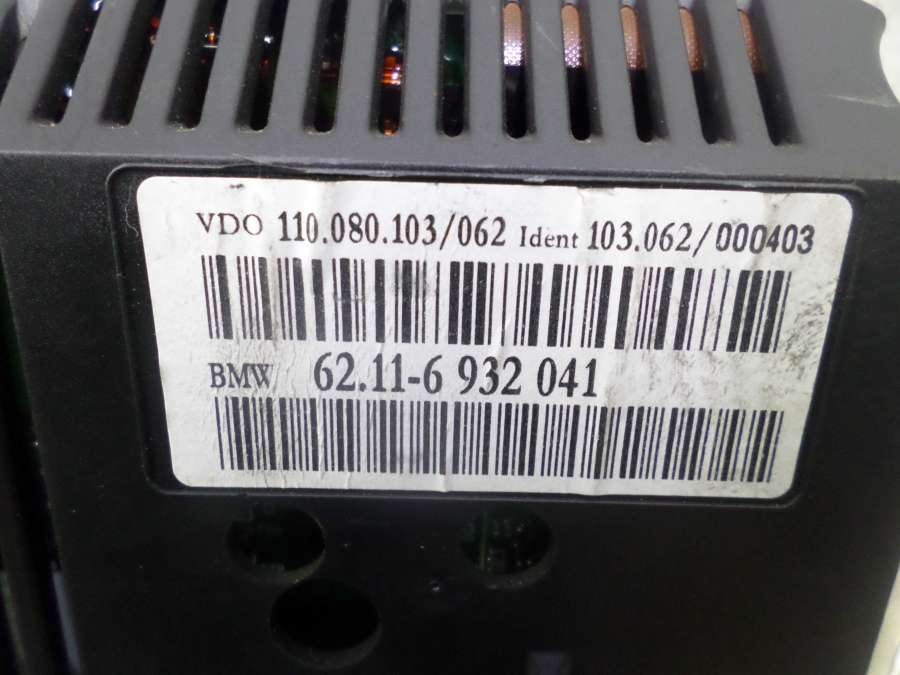 VDO 110.080.103/062 Ident 103.062/000403
BMW 62.11-6 932 041